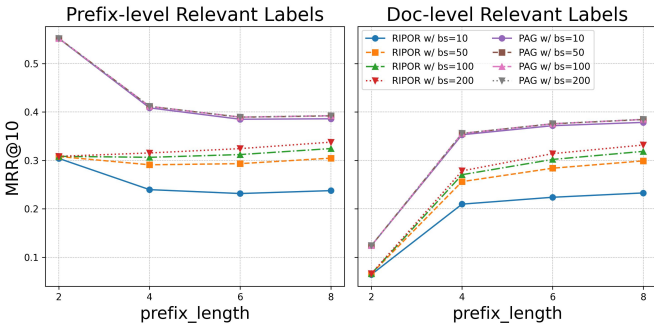 Prefix-level Relevant Labels
MRR@10
0.5
0.4
0.3
0.2
0.1
2
4
6
8
prefix_length
Doc-level Relevant Labels
RIPOR w/ bs=10
RIPOR w/ bs=50
RIPOR w/ bs=100
RIPOR w/ bs=200
PAG w/ bs=10
PAG w/ bs=50
PAG w/ bs=100
PAG w/ bs=200
2
4
6
8
prefix_length